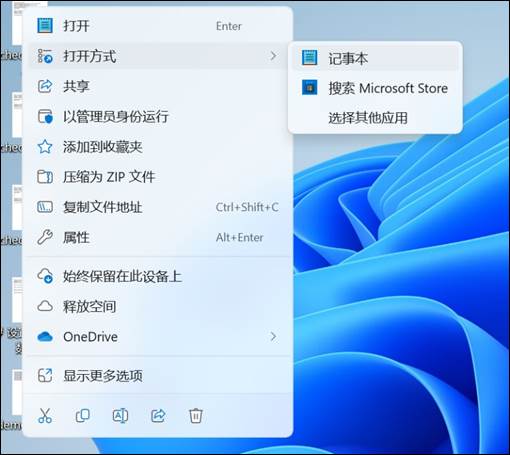 打开 Enter
打开方式
记事本
搜索 Microsoft Store
选择其他应用
共享
以管理员身份运行
添加到收藏夹
压缩为 ZIP 文件
复制文件地址 Ctrl+Shift+C
属性 Alt+Enter
始终保留在此设备上
释放空间
OneDrive
显示更多选项